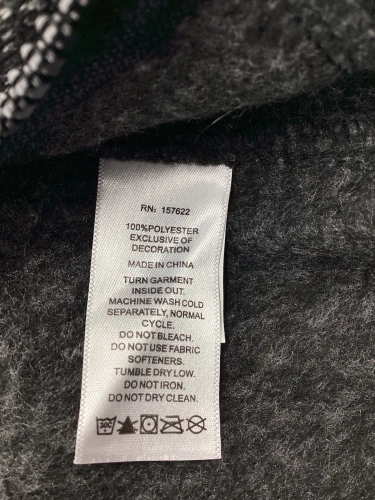 RN: 157622
100%POLYESTER
EXCLUSIVE OF
DECORATION
MADE IN CHINA
TURN GARMENT
INSIDE OUT.
MACHINE WASH COLD
SEPARATELY, NORMAL
CYCLE.
DO NOT BLEACH.
DO NOT USE FABRIC
SOFTENERS.
TUMBLE DRY LOW.
DO NOT IRON.
DO NOT DRY CLEAN.
30C